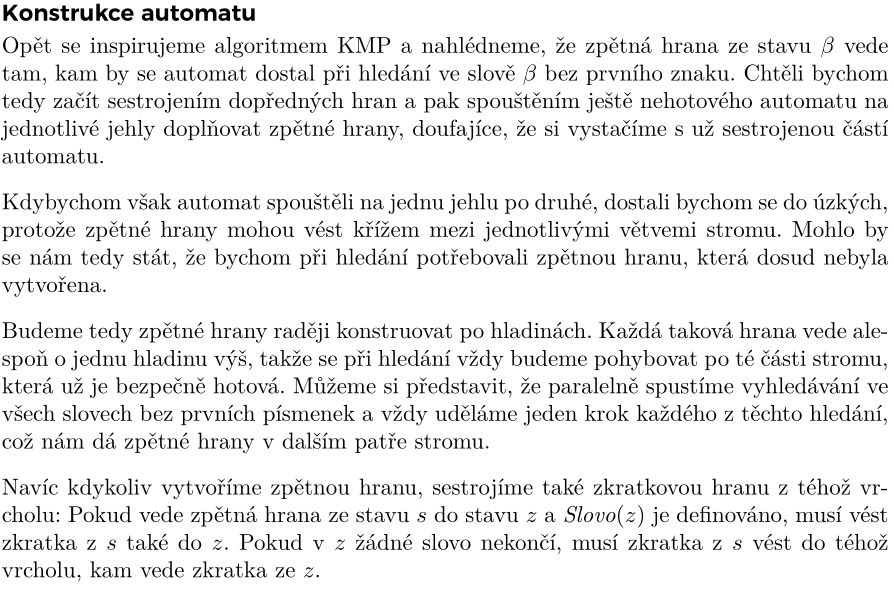 Konstrukce automatu
Opět se inspirujeme algoritmem KMP a nahlédneme, že zpětná hrana ze stavu β vede
tam, kam by se automat dostal při hledání ve slově β bez prvního znaku. Chtěli bychom
tedy začít sestrojením dopředných hran a pak spouštěním ještě nehotového automatu na
jednotlivé jehly doplňovat zpětné hrany, doufajíce, že si vystačíme s už sestrojenou částí
automatu.
Kdybychom však automat spouštěli na jednu jehlu po druhé, dostali bychom se do úzkých,
protože zpětné hrany mohou vést křížem mezi jednotlivými větvemi stromu. Mohlo by
se nám tedy stát, že bychom při hledání potřebovali zpětnou hranu, která dosud nebyla
vytvořena.
Budeme tedy zpětné hrany raději konstruovat po hladinách. Každá taková hrana vede ale-
spoň o jednu hladinu výš, takže se při hledání vždy budeme pohybovat po té části stromu,
která už je bezpečně hotová. Můžeme si představit, že paralelně spustíme vyhledávání ve
všech slovech bez prvních písmenek a vždy uděláme jeden krok každého z těchto hledání,
což nám dá zpětné hrany v dalším patře stromu.
Navíc kdykoliv vytvoříme zpětnou hranu, sestrojíme také zkratkovou hranu z téhož vr-
cholu: Pokud vede zpětná hrana ze stavu s do stavu z a Slovo(z) je definováno, musí vést
zkratka z s také do z. Pokud v z žádné slovo nekončí, musí zkratka z s vést do téhož
vrcholu, kam vede zkratka ze z.